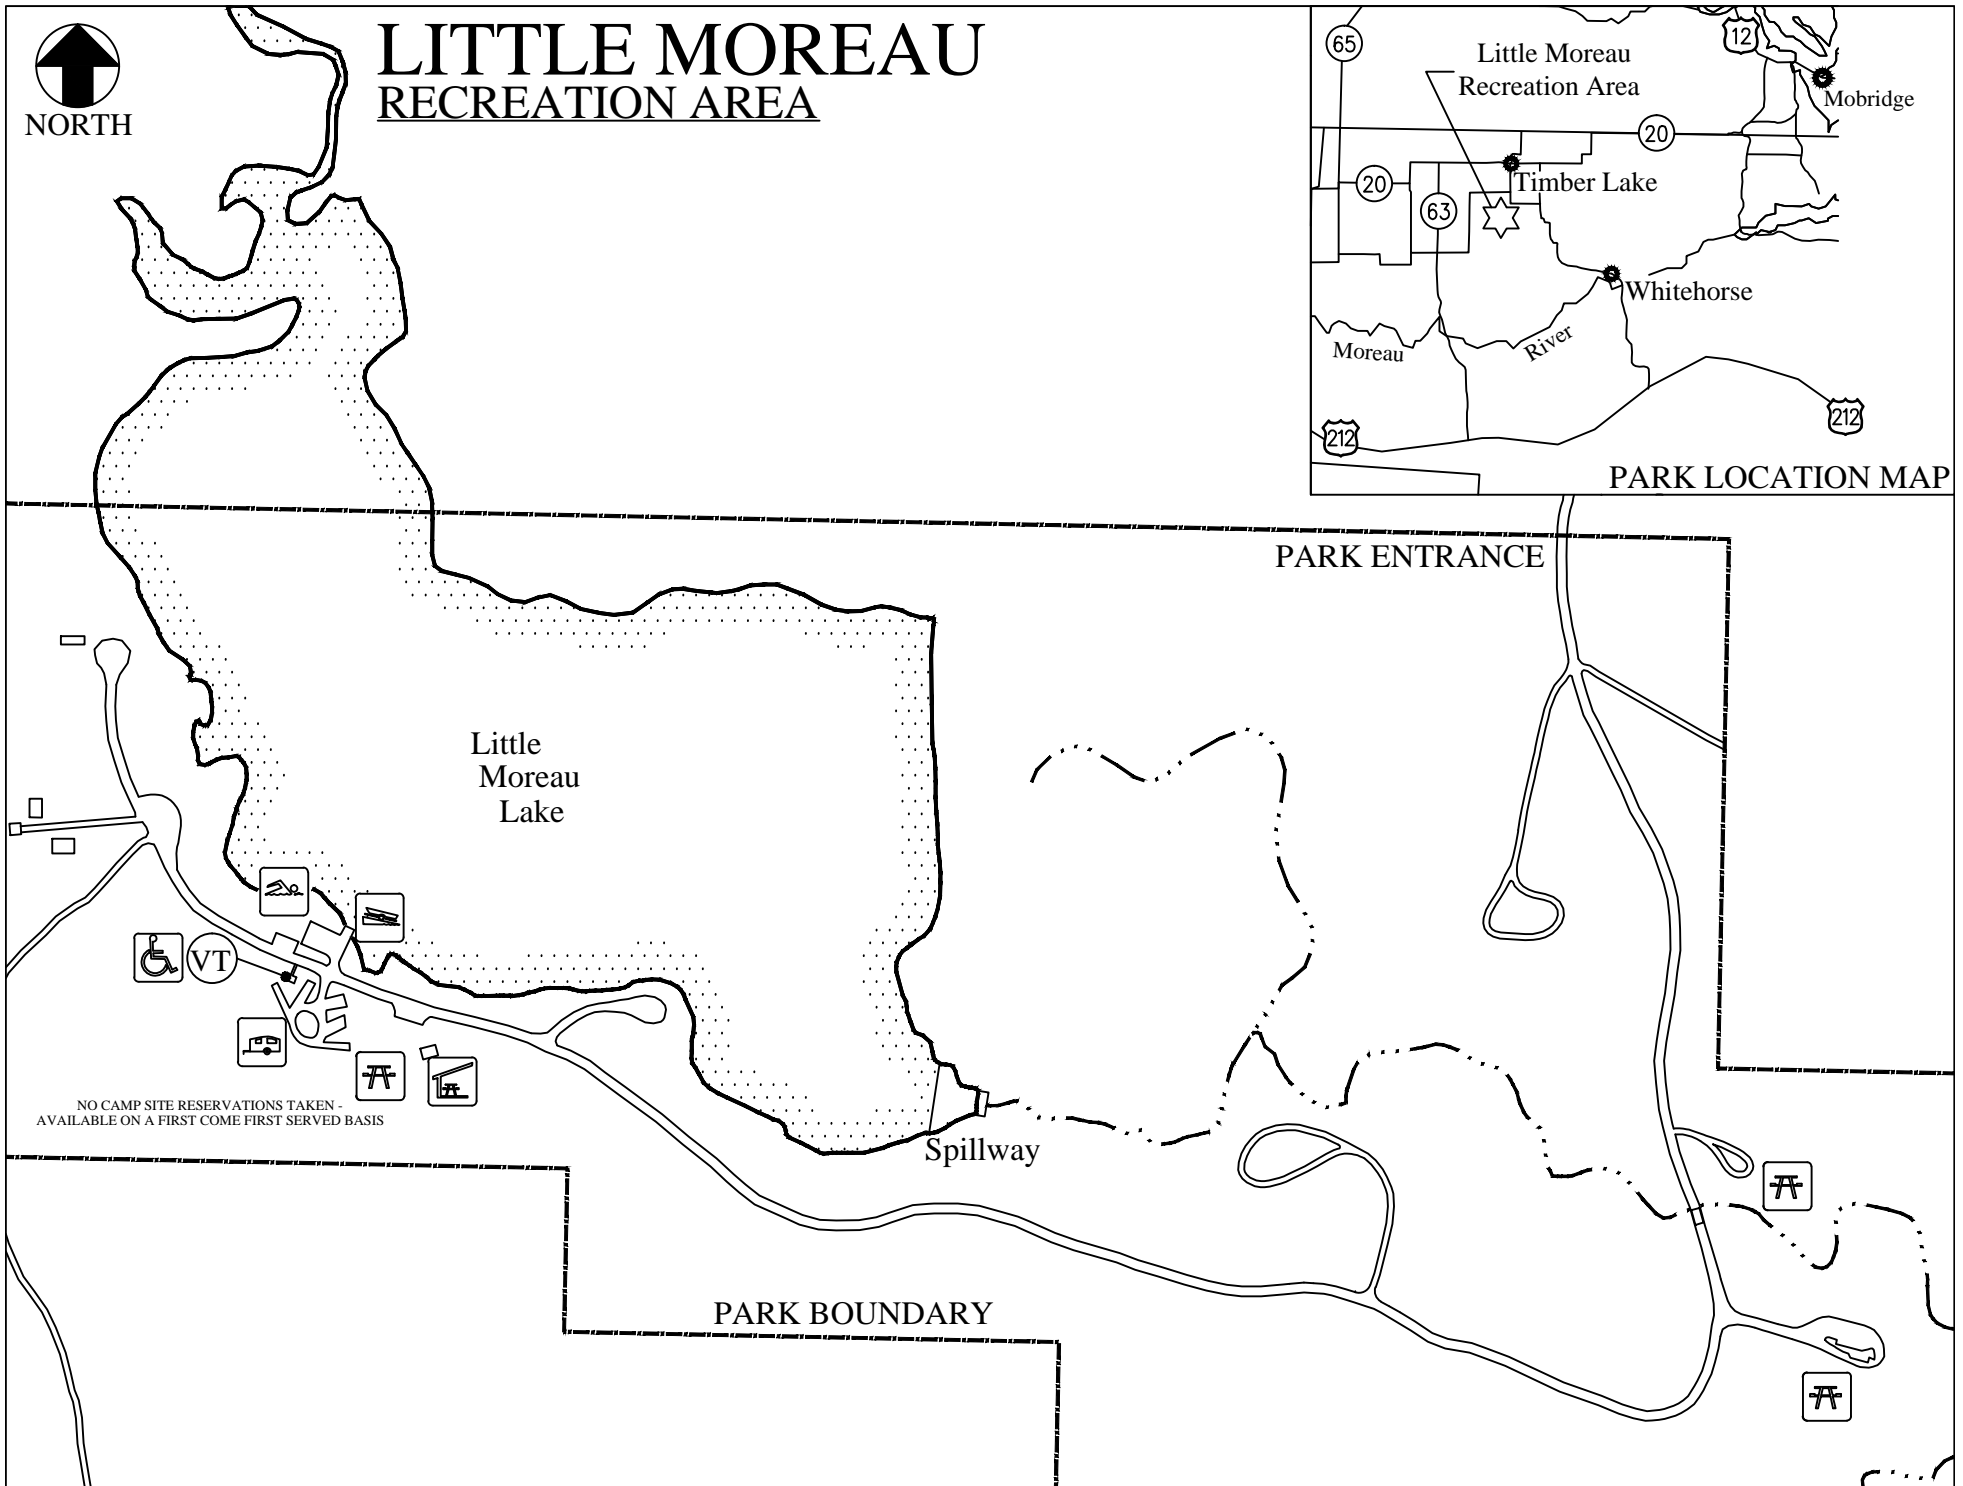 LITTLE MOREAU
RECREATION AREA
NORTH
65
12
Little Moreau
Recreation Area
Mobridge
20
20
Timber Lake
63
Whitehorse
Moreau
River
212
212
PARK LOCATION MAP
PARK ENTRANCE
Little
Moreau
Lake
VT
NO CAMP SITE RESERVATIONS TAKEN -
AVAILABLE ON A FIRST COME FIRST SERVED BASIS
Spillway
PARK BOUNDARY